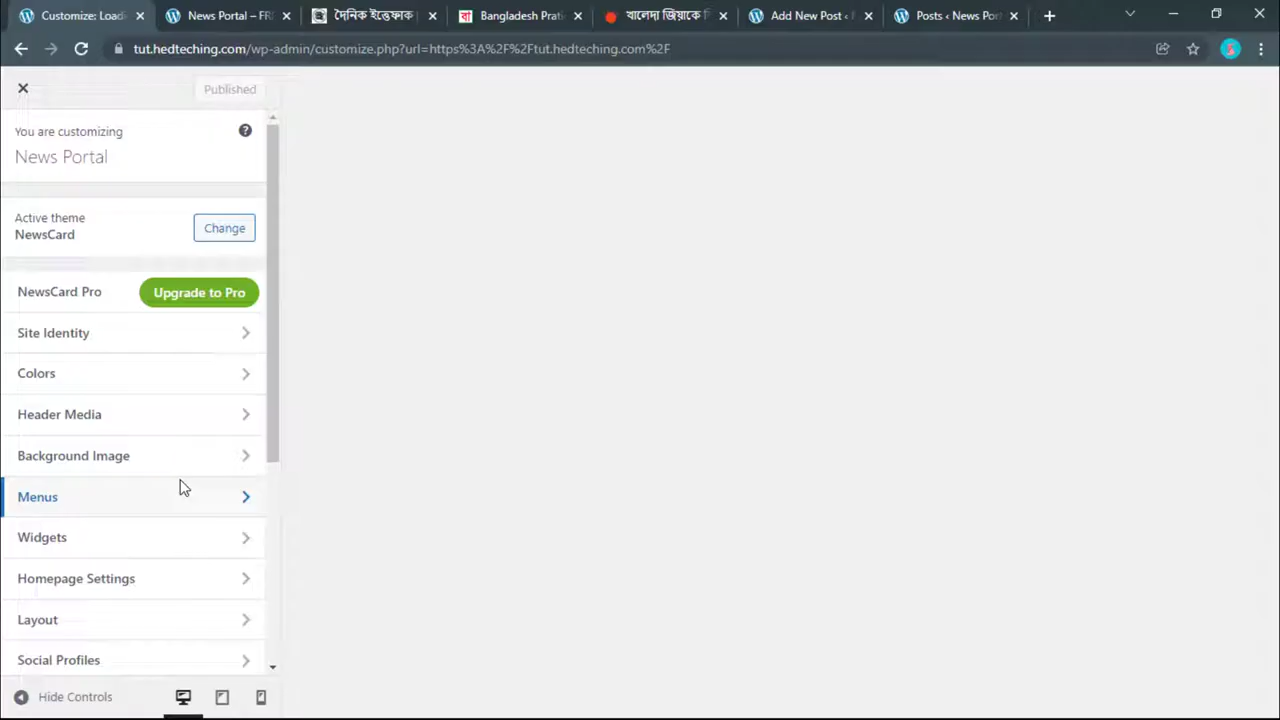 Customize: Load
News Portal – FR
দৈনিক ইত্তেফাক
Bangladesh Prati
খালেদা জিয়াকে
Add New Post ‹
Posts ‹ News Por
tut.hedteching.com/wp-admin/customize.php?url=https%3A%2F%2Ftut.hedteching.com%2F
Published
You are customizing
News Portal
Active theme
NewsCard
Change
NewsCard Pro
Upgrade to Pro
Site Identity
Colors
Header Media
Background Image
Menus
Widgets
Homepage Settings
Layout
Social Profiles
Hide Controls